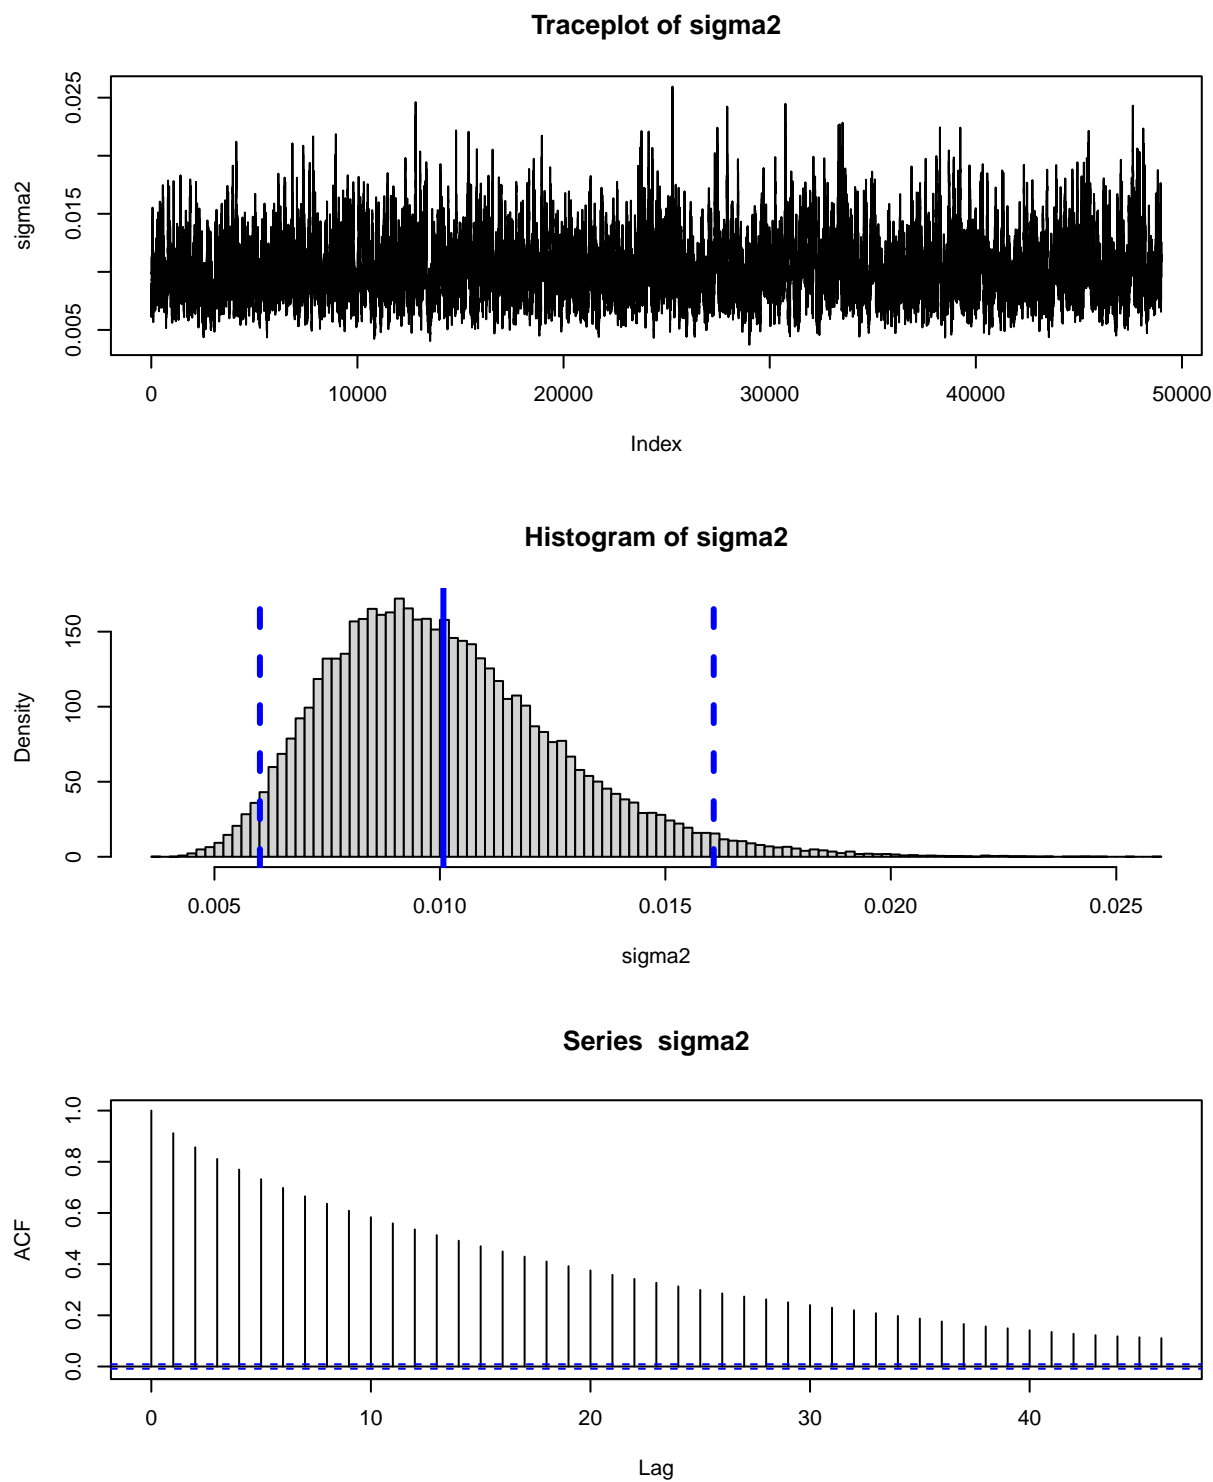 Traceplot of sigma2
sigma2
0.005
0.015
0.025
0 10000 20000 30000 40000 50000
Index
Histogram of sigma2
Density
0 50 100 150
0.005 0.010 0.015 0.020 0.025
sigma2
Series sigma2
ACF
0.0 0.2 0.4 0.6 0.8 1.0
0 10 20 30 40
Lag